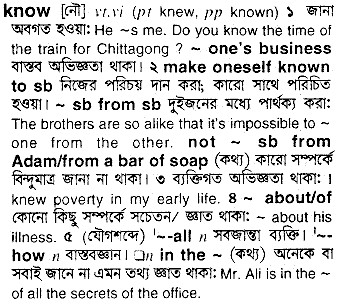 know [নৌ] vt.vi (pt knew, pp known) ১ জানা
অবগত হওয়া: He ~s me. Do you know the time of
the train for Chittagong ? ~ one's business
বাস্তব অভিজ্ঞতা থাকা। ২ make oneself known
to sb নিজের পরিচয় দান করা; কারো সাথে পরিচিত
হওয়া। ~ sb from sb দুইজনের মধ্যে পার্থক্য করা:
The brothers are so alike that it's impossible to ~
one from the other. not ~ sb from
Adam/from a bar of soap (কথ্য) কারো সম্পর্কে
বিন্দুমাত্র জানা না থাকা। ৩ ব্যক্তিগত অভিজ্ঞতা থাকা: I
knew poverty in my early life. 8 ~ about/of
কোনো কিছু সম্পর্কে সচেতন/ জ্ঞাত থাকা: ~ about his
illness. ৫ (যৌগশব্দে) '~-all n সবজান্তা ব্যক্তি। '~-
how n বাস্তবজ্ঞান। □n in the ~ (কথ্য) অনেকে বা
সবাই জানে না এমন তথ্য জ্ঞাত থাকা: Mr. Ali is in the ~
of all the secrets of the office.